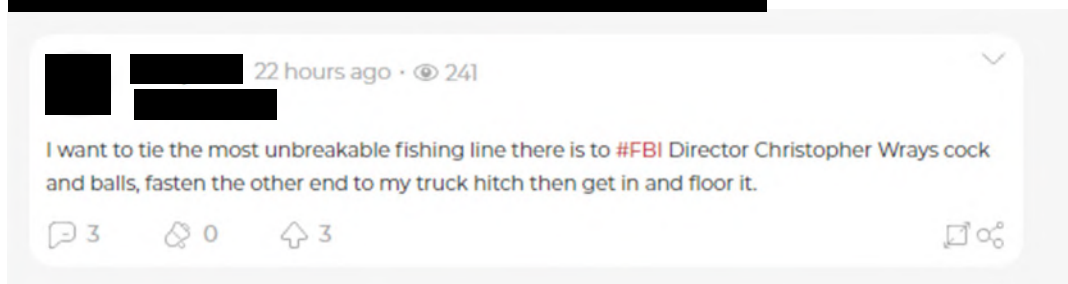 22 hours ago · 241
I want to tie the most unbreakable fishing line there is to #FBI Director Christopher Wrays cock
and balls, fasten the other end to my truck hitch then get in and floor it.
3 0 3